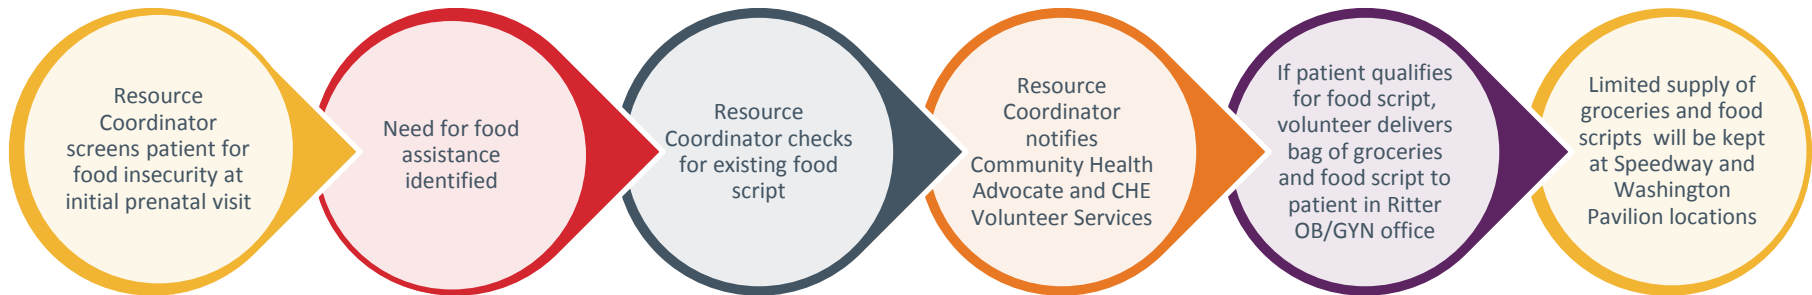 Resource
Coordinator
screens patient for
food insecurity at
initial prenatal visit
Need for food
assistance
identified
Resource
Coordinator checks
for existing food
script
Resource
Coordinator
notifies
Community Health
Advocate and CHE
Volunteer Services
If patient qualifies
for food script,
volunteer delivers
bag of groceries
and food script to
patient in Ritter
OB/GYN office
Limited supply of
groceries and food
scripts will be kept
at Speedway and
Washington
Pavilion locations